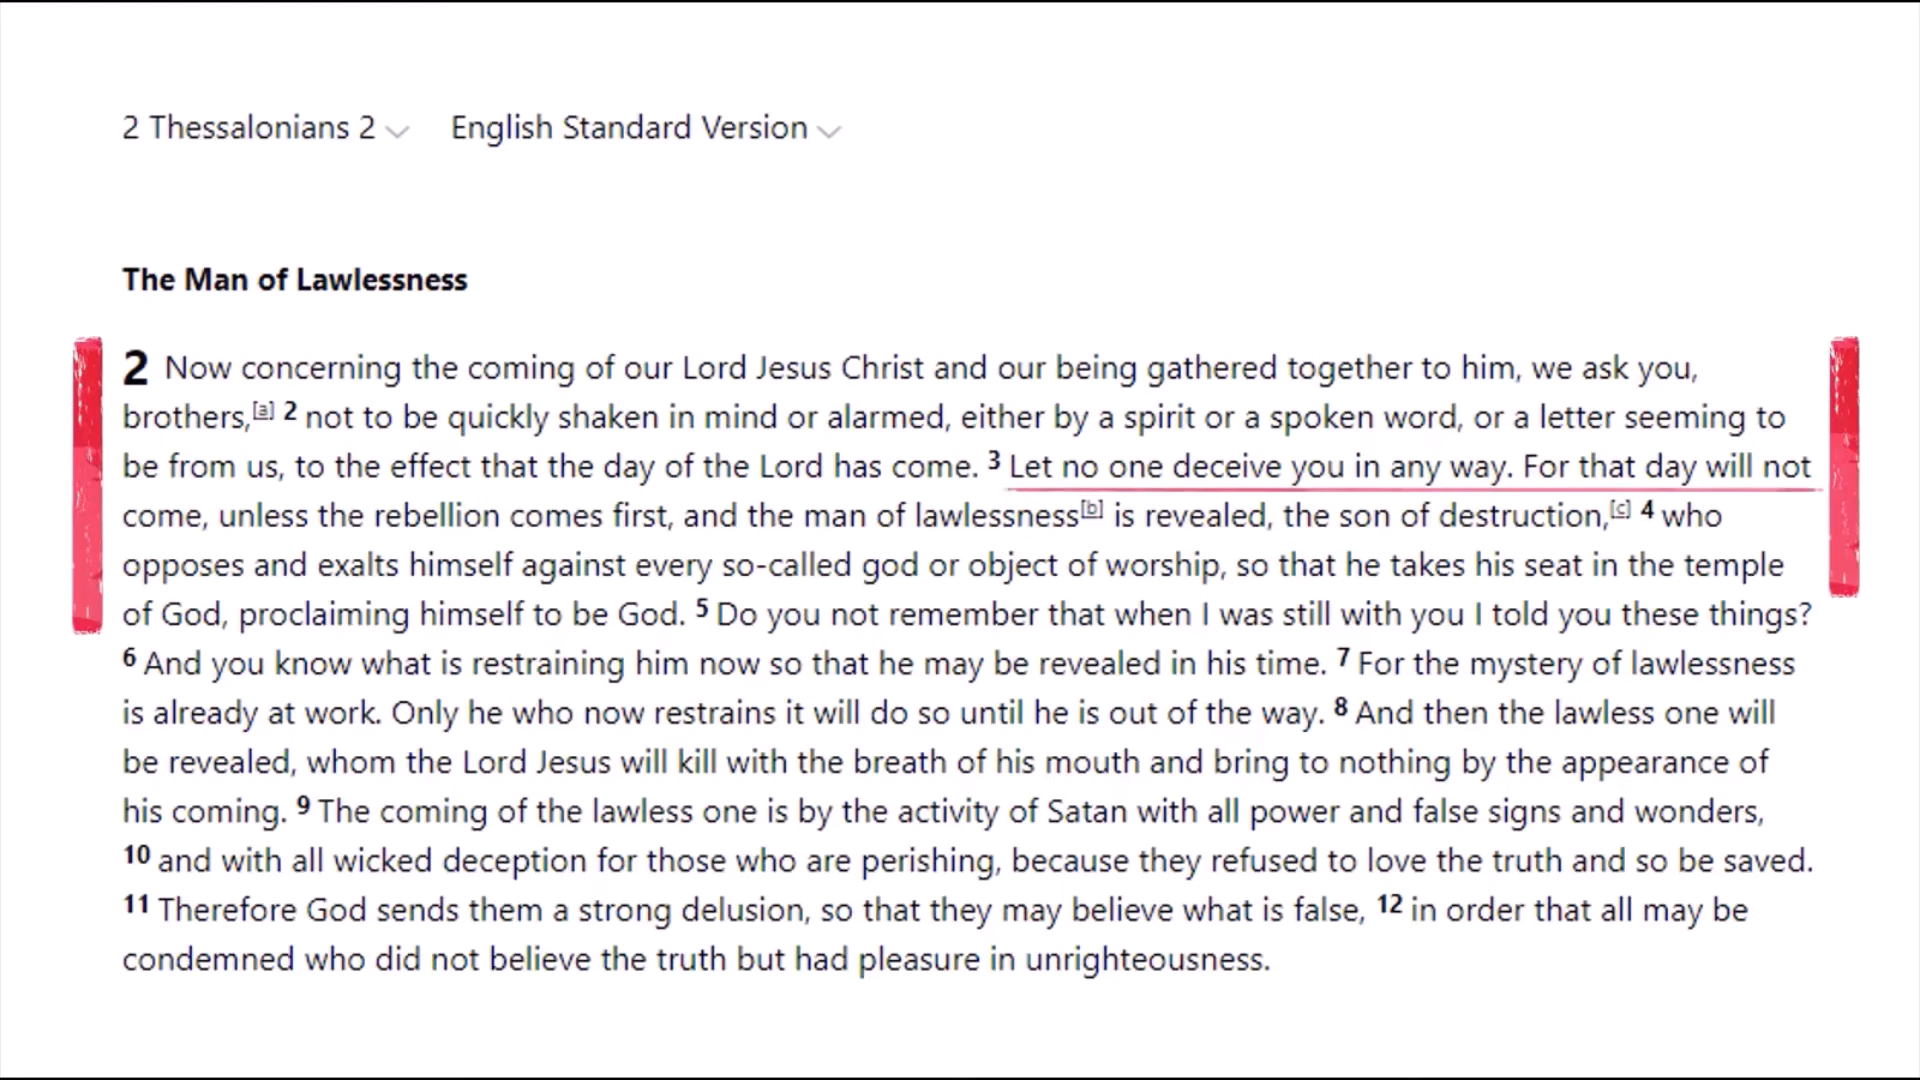 2 Thessalonians 2 English Standard Version
The Man of Lawlessness
2 Now concerning the coming of our Lord Jesus Christ and our being gathered together to him, we ask you,
brothers,[a] 2 not to be quickly shaken in mind or alarmed, either by a spirit or a spoken word, or a letter seeming to
be from us, to the effect that the day of the Lord has come. 3 Let no one deceive you in any way. For that day will not
come, unless the rebellion comes first, and the man of lawlessness[b] is revealed, the son of destruction,[c] 4 who
opposes and exalts himself against every so-called god or object of worship, so that he takes his seat in the temple
of God, proclaiming himself to be God. 5 Do you not remember that when I was still with you I told you these things?
6 And you know what is restraining him now so that he may be revealed in his time. 7 For the mystery of lawlessness
is already at work. Only he who now restrains it will do so until he is out of the way. 8 And then the lawless one will
be revealed, whom the Lord Jesus will kill with the breath of his mouth and bring to nothing by the appearance of
his coming. 9 The coming of the lawless one is by the activity of Satan with all power and false signs and wonders,
10 and with all wicked deception for those who are perishing, because they refused to love the truth and so be saved.
11 Therefore God sends them a strong delusion, so that they may believe what is false, 12 in order that all may be
condemned who did not believe the truth but had pleasure in unrighteousness.